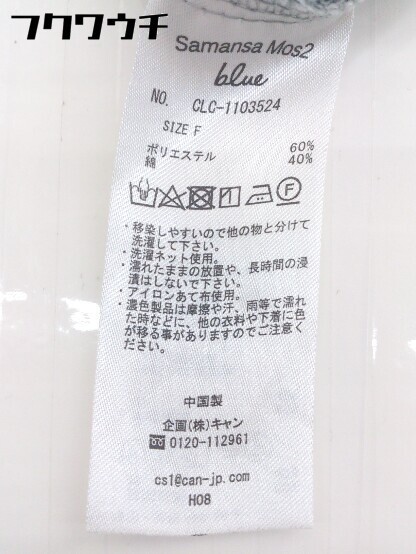 フクワウチ
Samansa Mos2
blue
NO. CLC-1103524
SIZE F
ポリエステル 60%
綿 40%
・移染しやすいので他の物と分けて
洗濯して下さい。
・洗濯ネット使用。
・濡れたままの放置や、長時間の浸
漬はしないで下さい。
・アイロンあて布使用。
・濃色製品は摩擦や汗、雨等で濡れ
た時などに、他の衣料や下着に色
が移る事がありますのでご注意く
ださい。
中国製
企画(株)キャン
0120-112961
cs1@can-jp.com
H08